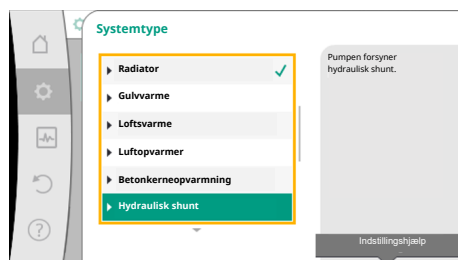 Systemtype
Radiator
Gulvvarme
Loftsvarme
Luftopvarmer
Betonkerneopvarmning
Hydraulisk shunt
Pumpen forsyner
hydraulisk shunt.
Indstillingshjælp